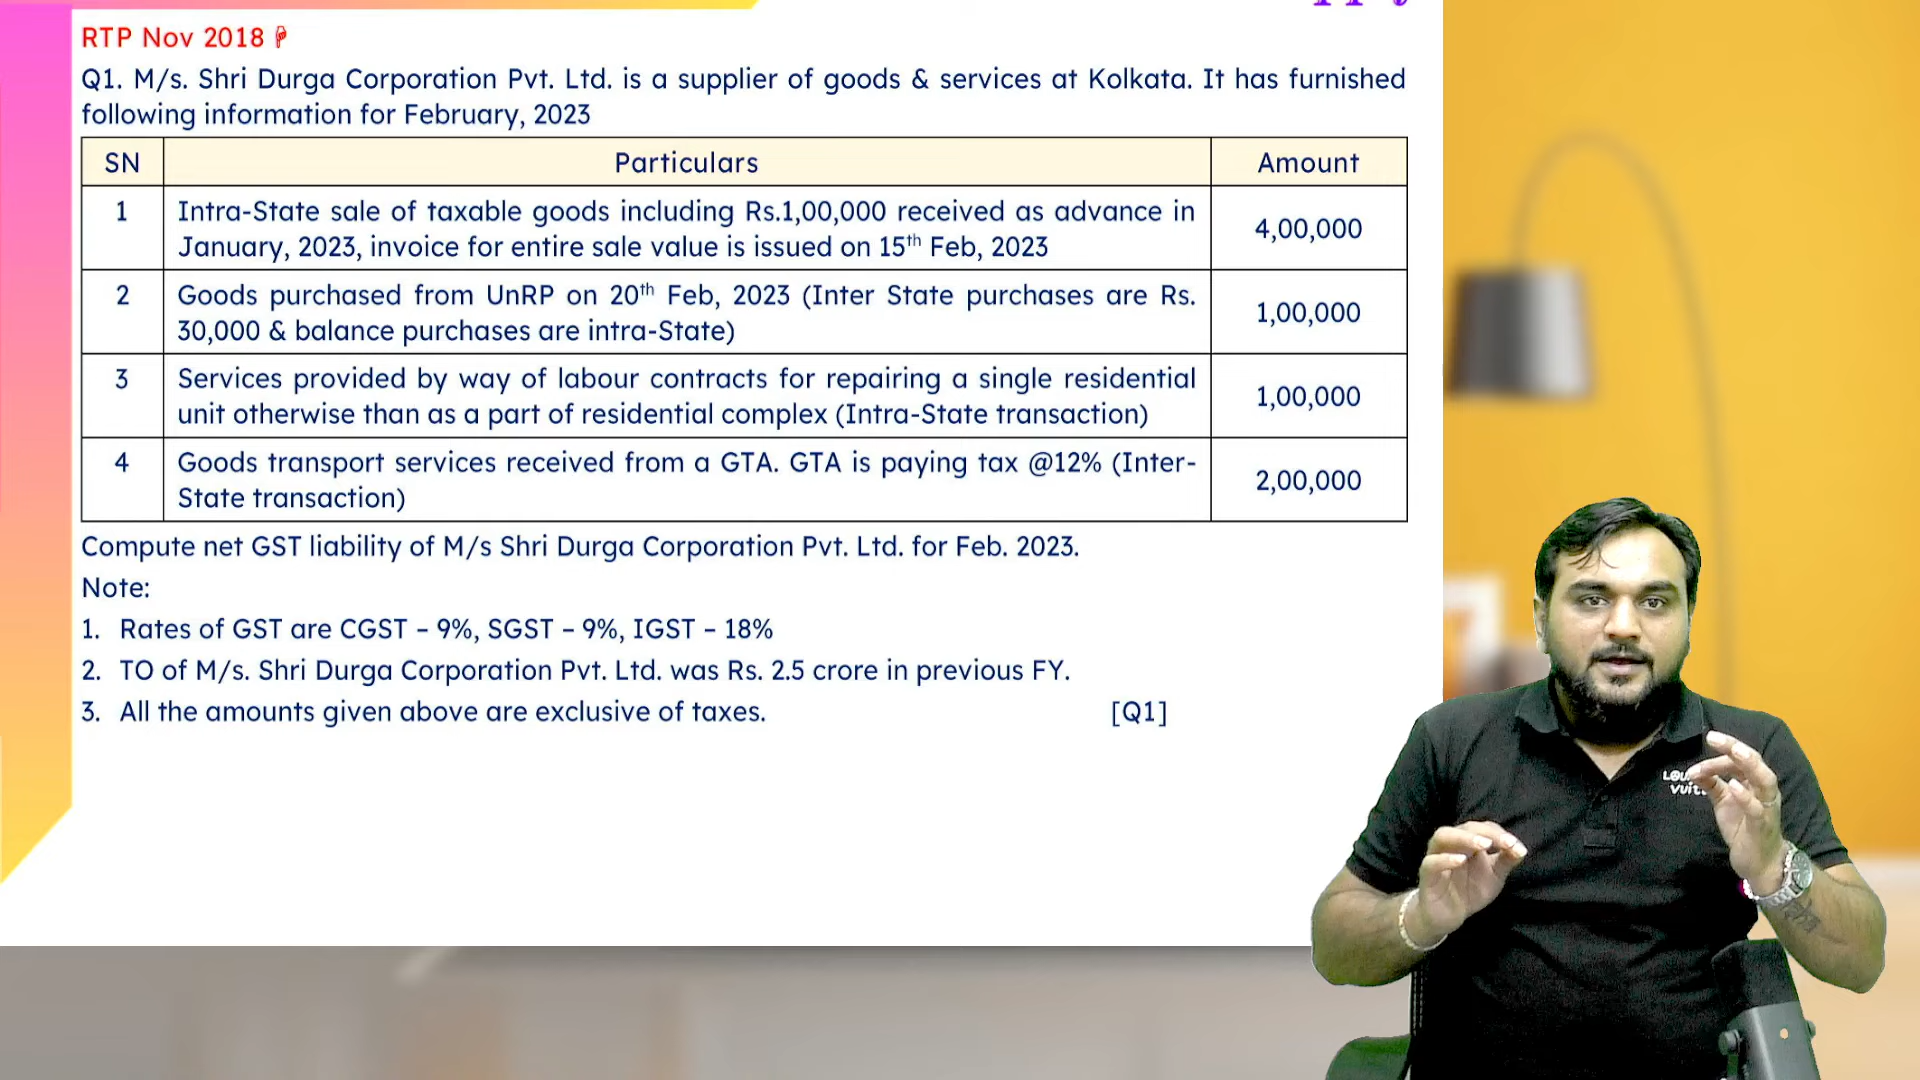 RTP Nov 2018
Q1. M/s. Shri Durga Corporation Pvt. Ltd. is a supplier of goods & services at Kolkata. It has furnished
following information for February, 2023
SN Particulars Amount
1 Intra-State sale of taxable goods including Rs.1,00,000 received as advance in
January, 2023, invoice for entire sale value is issued on 15th Feb, 2023 4,00,000
2 Goods purchased from UnRP on 20th Feb, 2023 (Inter State purchases are Rs.
30,000 & balance purchases are intra-State) 1,00,000
3 Services provided by way of labour contracts for repairing a single residential
unit otherwise than as a part of residential complex (Intra-State transaction) 1,00,000
4 Goods transport services received from a GTA. GTA is paying tax @12% (Inter-
State transaction) 2,00,000
Compute net GST liability of M/s Shri Durga Corporation Pvt. Ltd. for Feb. 2023.
Note:
1. Rates of GST are CGST – 9%, SGST – 9%, IGST – 18%
2. TO of M/s. Shri Durga Corporation Pvt. Ltd. was Rs. 2.5 crore in previous FY.
3. All the amounts given above are exclusive of taxes. [Q1]